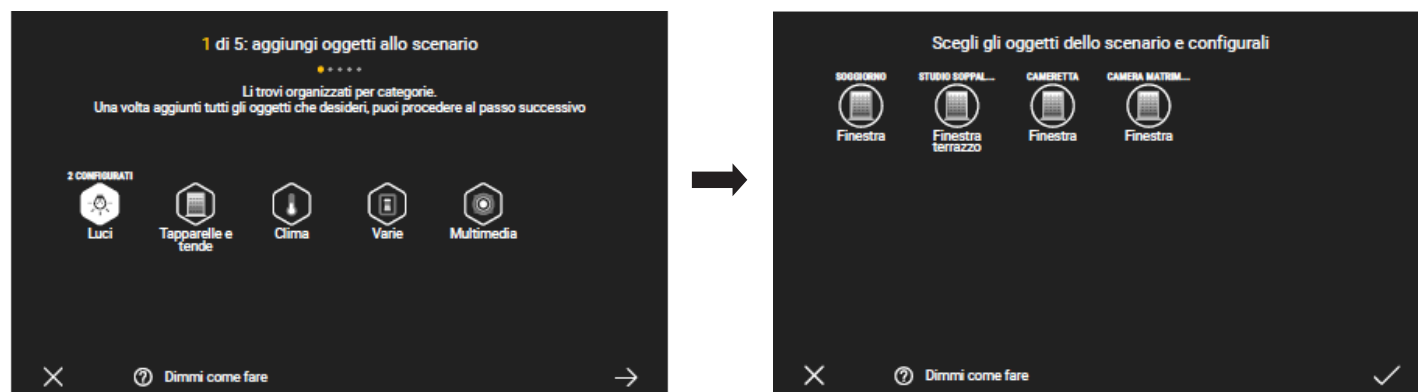 1 di 5: aggiungi oggetti allo scenario
Li trovi organizzati per categorie.
Una volta aggiunti tutti gli oggetti che desideri, puoi procedere al passo successivo
2 CONFIGURATI
Luci
Tapparelle e
tende
Clima
Varie
Multimedia
Dimmi come fare
Scegli gli oggetti dello scenario e configurali
SOGGIORNO
Finestra
STUDIO SOPPAL...
Finestra
terrazzo
CAMERETTA
Finestra
CAMERA MATRIM...
Finestra
Dimmi come fare